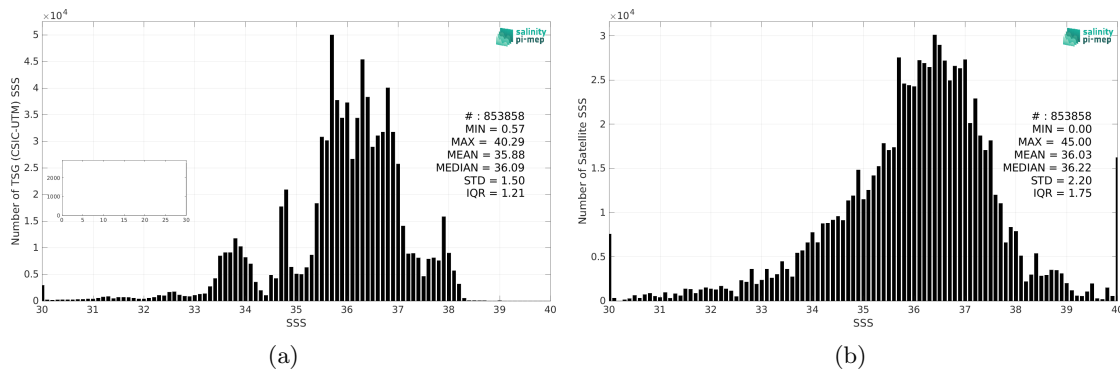 ×10⁴
5
4.5
4
3.5
3
2.5
2
1.5
1
0.5
0
Number of TSG (CSIC-UTM) SSS
salinity
pi-mep
# : 853858
MIN = 0.57
MAX = 40.29
MEAN = 35.88
MEDIAN = 36.09
STD = 1.50
IQR = 1.21
2000
1000
0
0 5 10 15 20 25 30
30 31 32 33 34 35 36 37 38 39 40
SSS
(a)
×10⁴
3
2.5
2
1.5
1
0.5
0
Number of Satellite SSS
salinity
pi-mep
# : 853858
MIN = 0.00
MAX = 45.00
MEAN = 36.03
MEDIAN = 36.22
STD = 2.20
IQR = 1.75
30 31 32 33 34 35 36 37 38 39 40
SSS
(b)